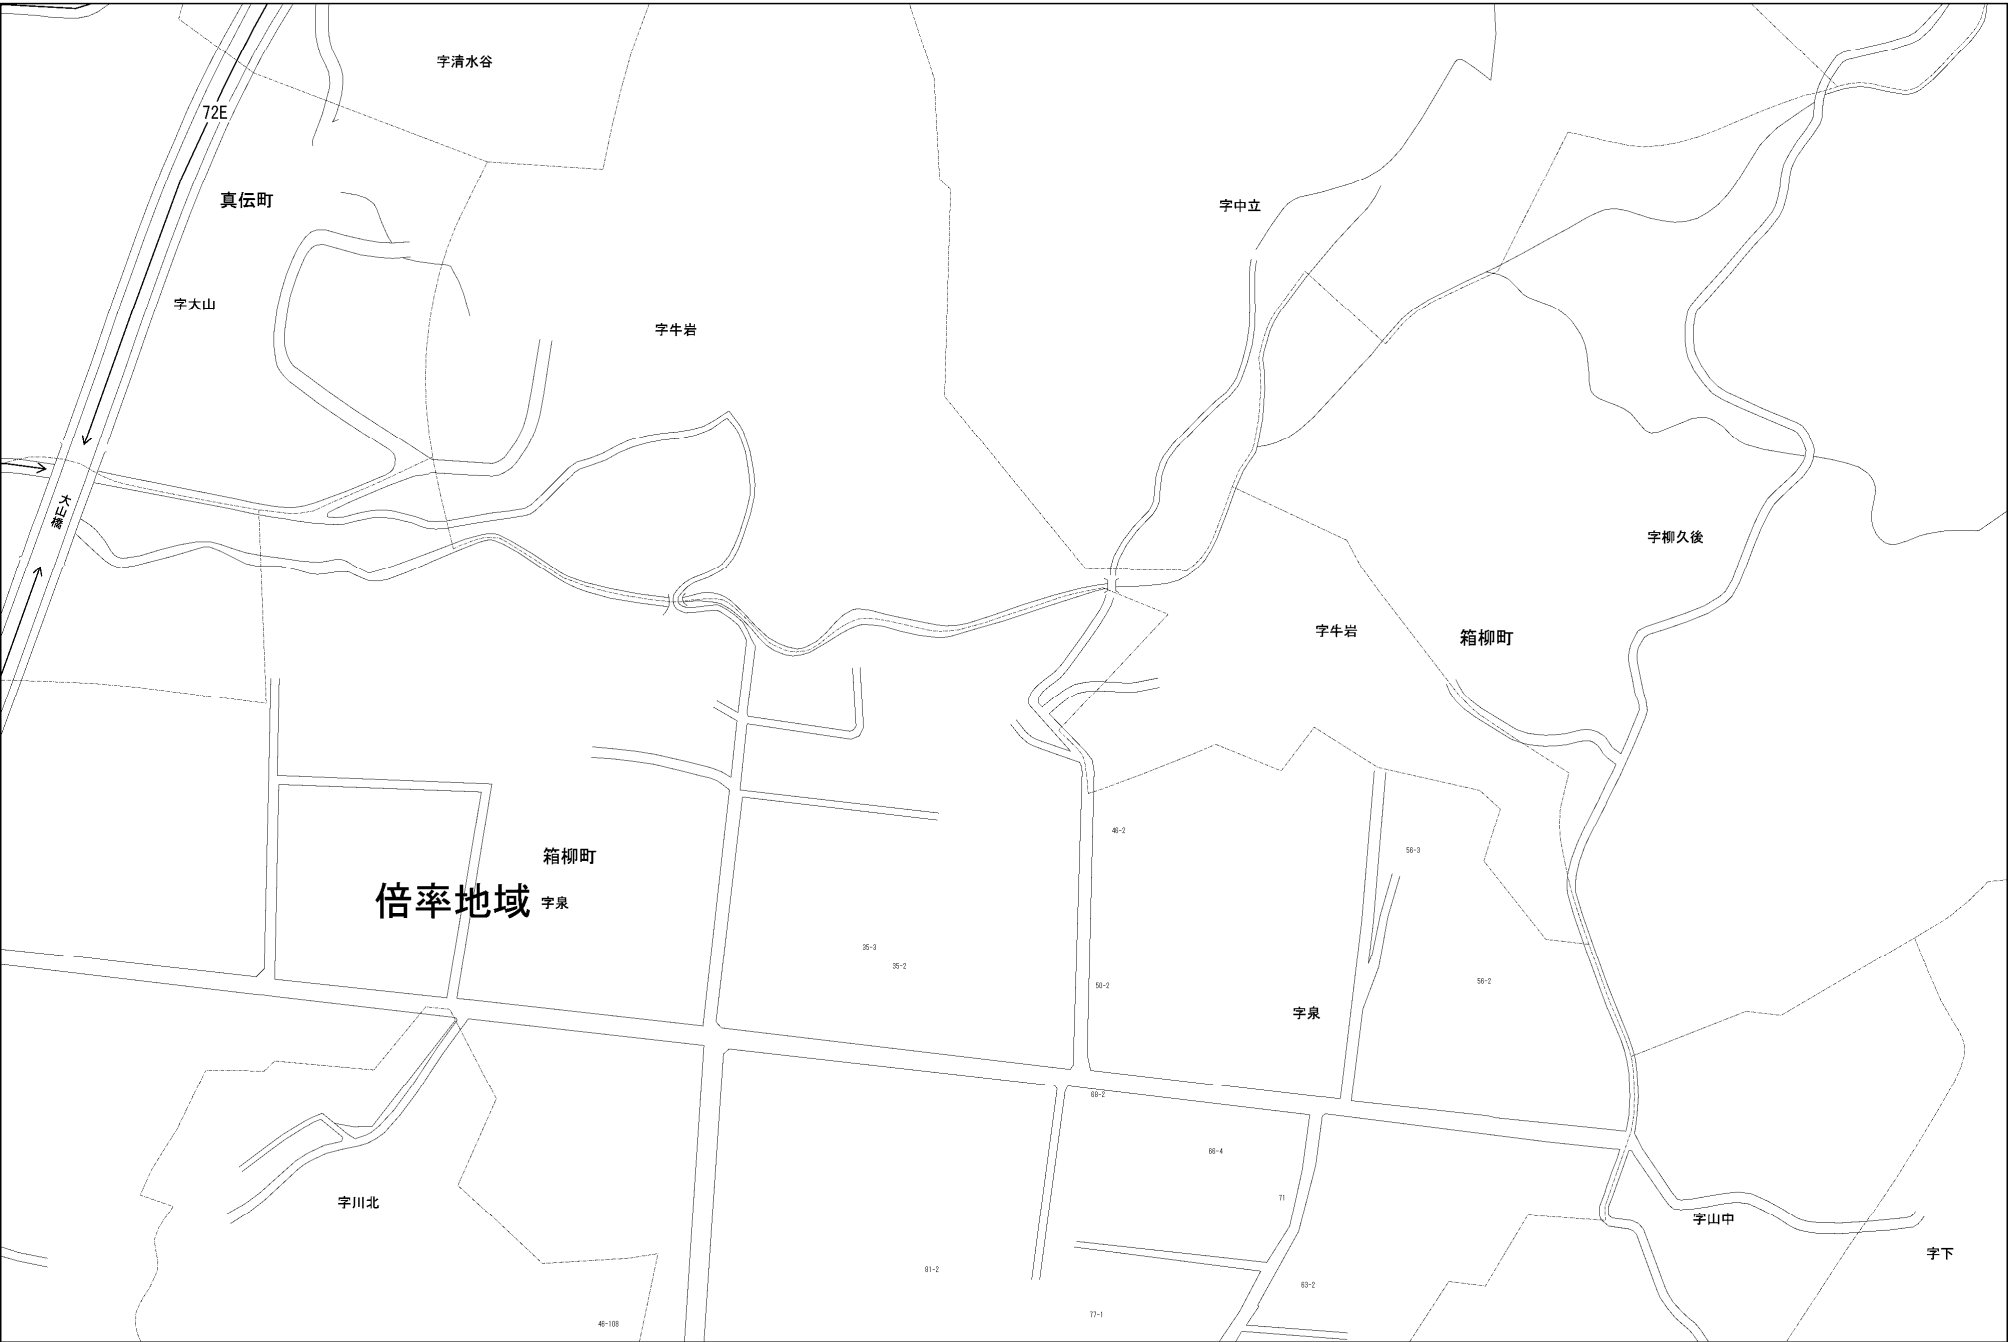 字清水谷
72E
真伝町
字中立
字大山
字牛岩
大山橋
字柳久後
字牛岩
箱柳町
46-2
56-3
箱柳町
倍率地域
字泉
35-3
35-2
56-2
50-2
字泉
68-2
66-4
71
字川北
字山中
字下
81-2
63-2
77-1
46-108